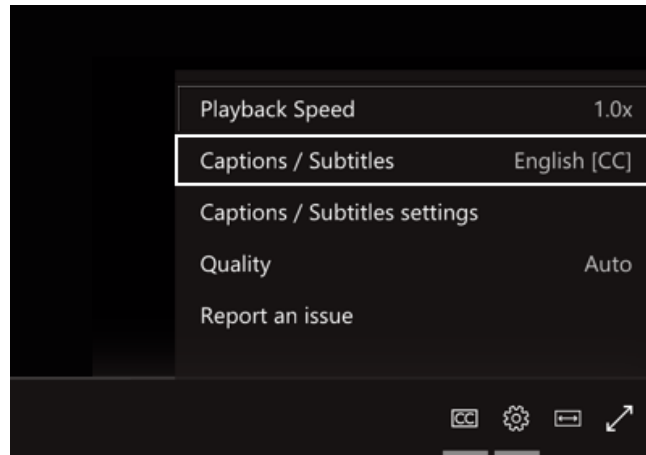 Playback Speed 1.0x
Captions / Subtitles English [CC]
Captions / Subtitles settings
Quality Auto
Report an issue
CC